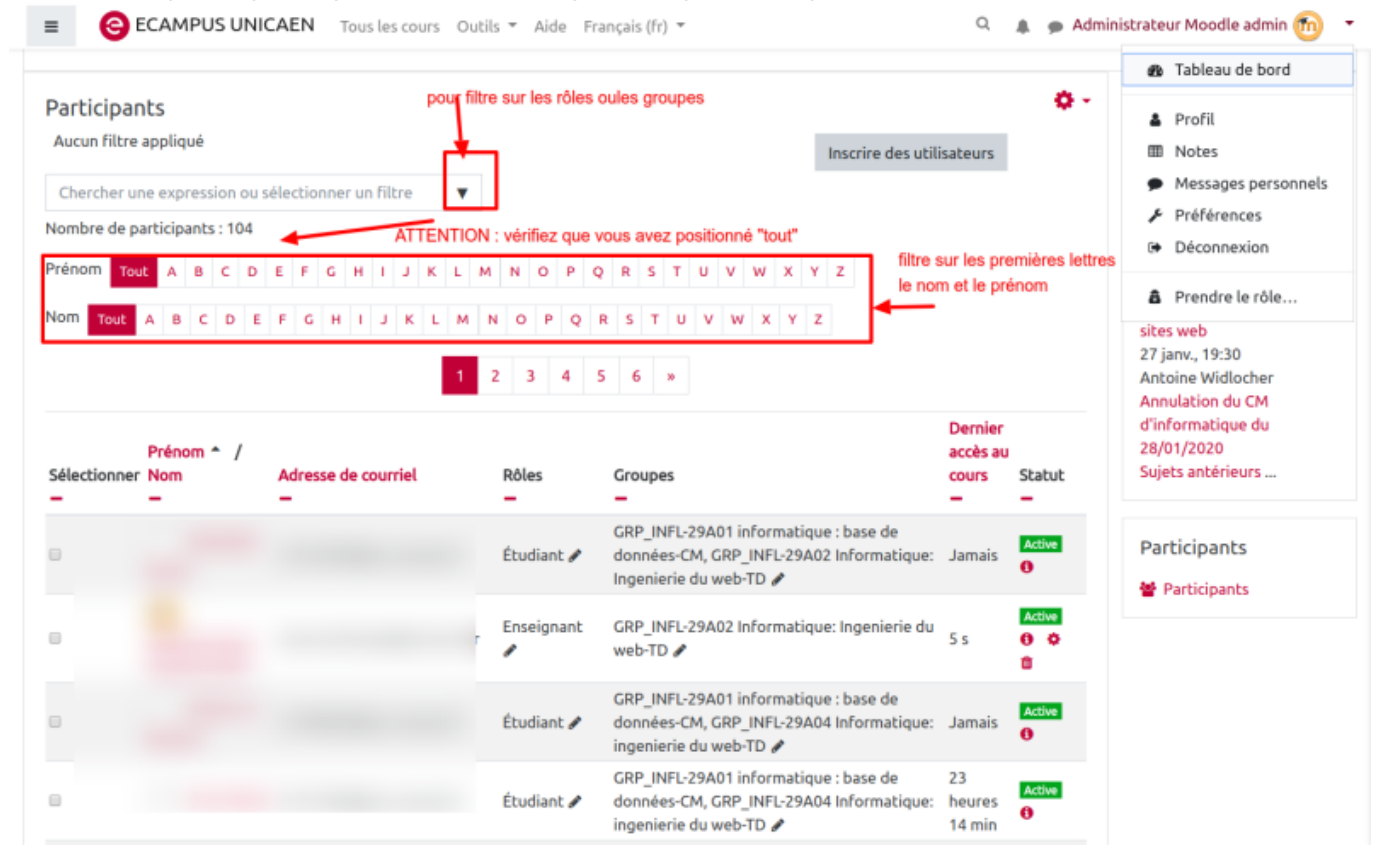 ECAMPUS UNICAEN Tous les cours Outils Aide Français (fr) Administrateur Moodle admin
Participants
pour filtre sur les rôles oules groupes
Aucun filtre appliqué
Inscrire des utilisateurs
Chercher une expression ou sélectionner un filtre ▼
Nombre de participants : 104
ATTENTION : vérifiez que vous avez positionné "tout"
Prénom Tout A B C D E F G H I J K L M N O P Q R S T U V W X Y Z
Nom Tout A B C D E F G H I J K L M N O P Q R S T U V W X Y Z
filtre sur les premières lettres
le nom et le prénom
1 2 3 4 5 6 »
Sélectionner Prénom / Nom Adresse de courriel Rôles Groupes Dernier accès au cours Statut
Étudiant
GRP_INFL-29A01 informatique : base de
données-CM, GRP_INFL-29A02 Informatique:
Ingenierie du web-TD
Jamais
Active
Enseignant
GRP_INFL-29A02 Informatique: Ingenierie du
web-TD
5 s
Active
Étudiant
GRP_INFL-29A01 informatique : base de
données-CM, GRP_INFL-29A04 Informatique:
ingenierie du web-TD
Jamais
Active
Étudiant
GRP_INFL-29A01 informatique : base de
données-CM, GRP_INFL-29A04 Informatique:
ingenierie du web-TD
23
heures
14 min
Active
Tableau de bord
Profil
Notes
Messages personnels
Préférences
Déconnexion
Prendre le rôle...
sites web
27 janv., 19:30
Antoine Widlocher
Annulation du CM
d'informatique du
28/01/2020
Sujets antérieurs ...
Participants
Participants